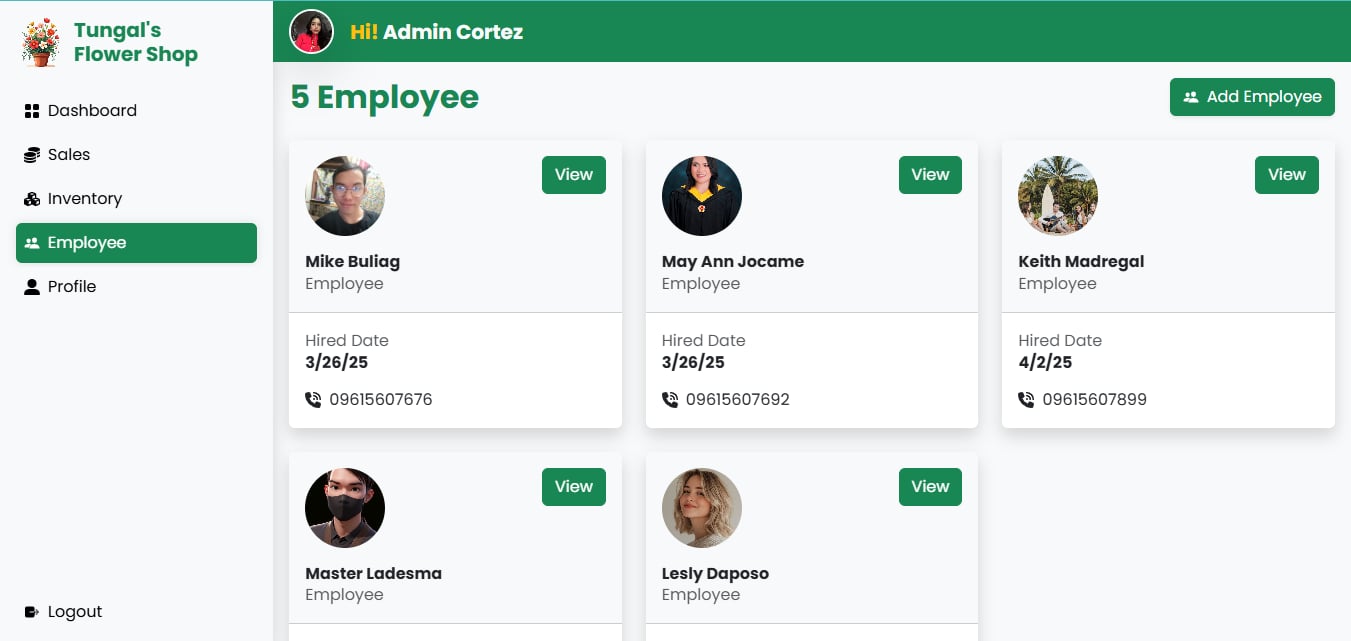 Tungal's
Flower Shop
Dashboard
Sales
Inventory
Employee
Profile
Logout
Hi! Admin Cortez
5 Employee
Add Employee
View
Mike Buliag
Employee
Hired Date
3/26/25
09615607676
View
May Ann Jocame
Employee
Hired Date
3/26/25
09615607692
View
Keith Madregal
Employee
Hired Date
4/2/25
09615607899
View
Master Ladesma
Employee
View
Lesly Daposo
Employee